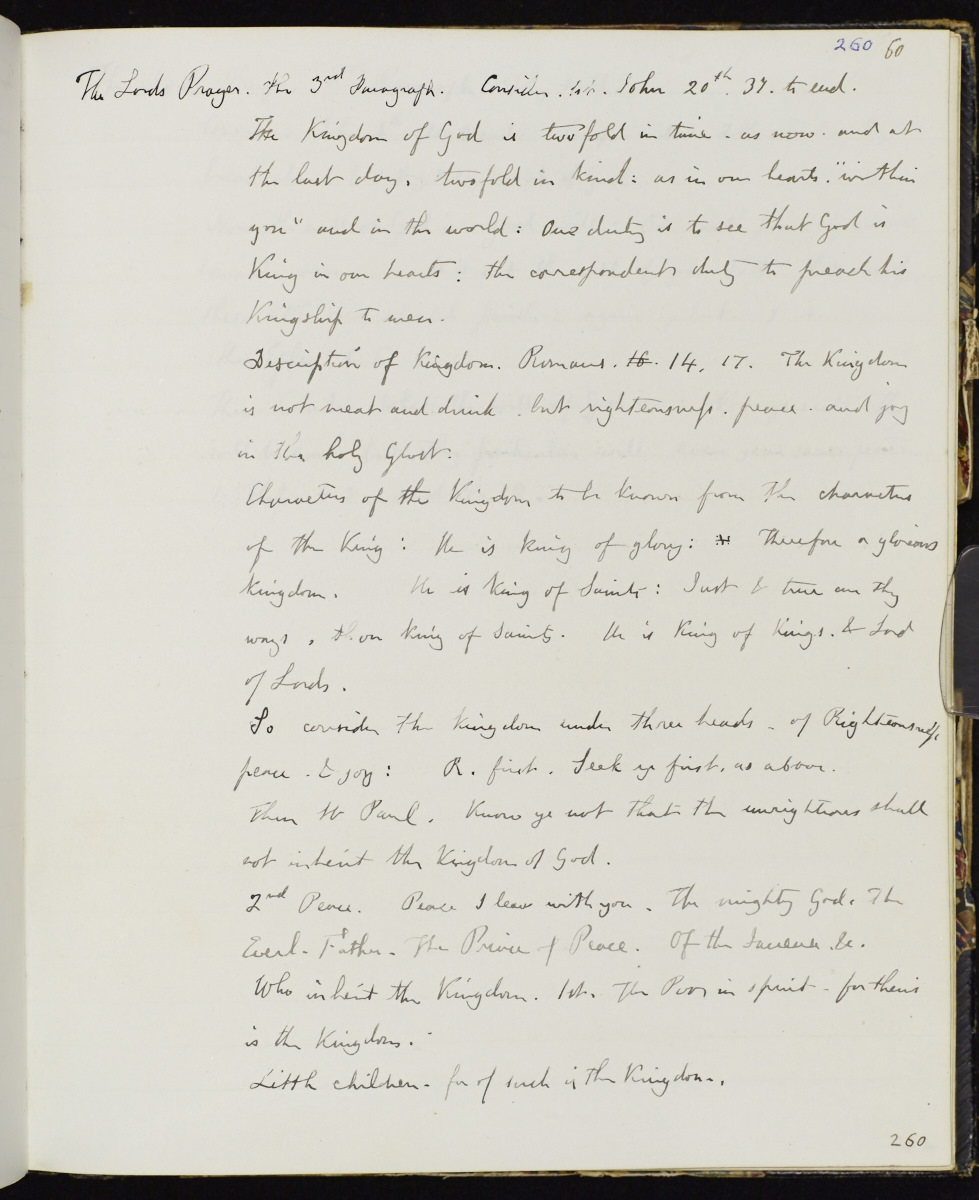 260 60
The Lords Prayer. The 3rd Paragraph. Consider. 1st. John 20th. 31. to end.
The Kingdom of God is twofold in time - as now - and at
the last day. twofold in kind: as in our hearts. "within
you" and in the world: One duty is to see that God is
King in our hearts: the correspondent duty to preach his
Kingship to men.
Description of Kingdom. Romans. 16. 14, 17. The Kingdom
is not meat and drink but righteousness. peace. and joy
in the holy Ghost:
Characters of the Kingdom to be known from the characters
of the King: He is king of glory: Therefore a glorious
kingdom. He is King of Saints: Just & true are thy
ways, thou King of Saints. He is King of Kings. & Lord
of Lords.
So consider the kingdom under three heads - of Righteousness,
peace. & joy: R. first. Seek ye first, as above.
Then St Paul. Know ye not that the unrighteous shall
not inherit the Kingdom of God.
2nd Peace. Peace I leave with you. The mighty God. The
Everl. Father. The Prince of Peace. Of the Increase &c.
Who inherit the Kingdom. 1st. The Poor in spirit - for theirs
is the Kingdom.
Little children - for of such is the Kingdom.
260